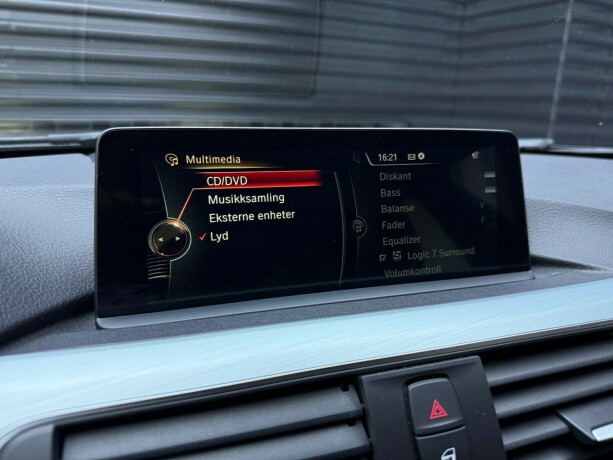 Multimedia
CD/DVD
Musikksamling
Eksterne enheter
Lyd
16:21
Diskant
Bass
Balanse
Fader
Equalizer
Logic 7 Surround
Volumkontroll